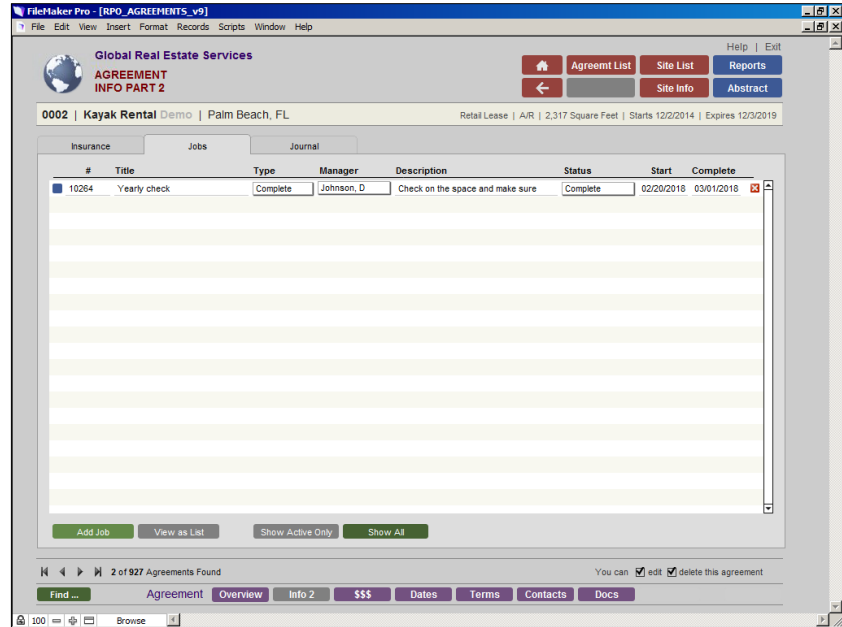 FileMaker Pro - [RPO_AGREEMENTS_v9]
File Edit View Insert Format Records Scripts Window Help
Help | Exit
Global Real Estate Services
AGREEMENT
INFO PART 2
Agreemt List Site List Reports
Site Info Abstract
0002 | Kayak Rental Demo | Palm Beach, FL
Retail Lease | A/R | 2,317 Square Feet | Starts 12/2/2014 | Expires 12/3/2019
Insurance Jobs Journal
# Title Type Manager Description Status Start Complete
10264 Yearly check Complete Johnson, D Check on the space and make sure Complete 02/20/2018 03/01/2018
Add Job View as List Show Active Only Show All
2 of 927 Agreements Found
You can edit delete this agreement
Find ... Agreement Overview Info 2 $$$ Dates Terms Contacts Docs
100 Browse